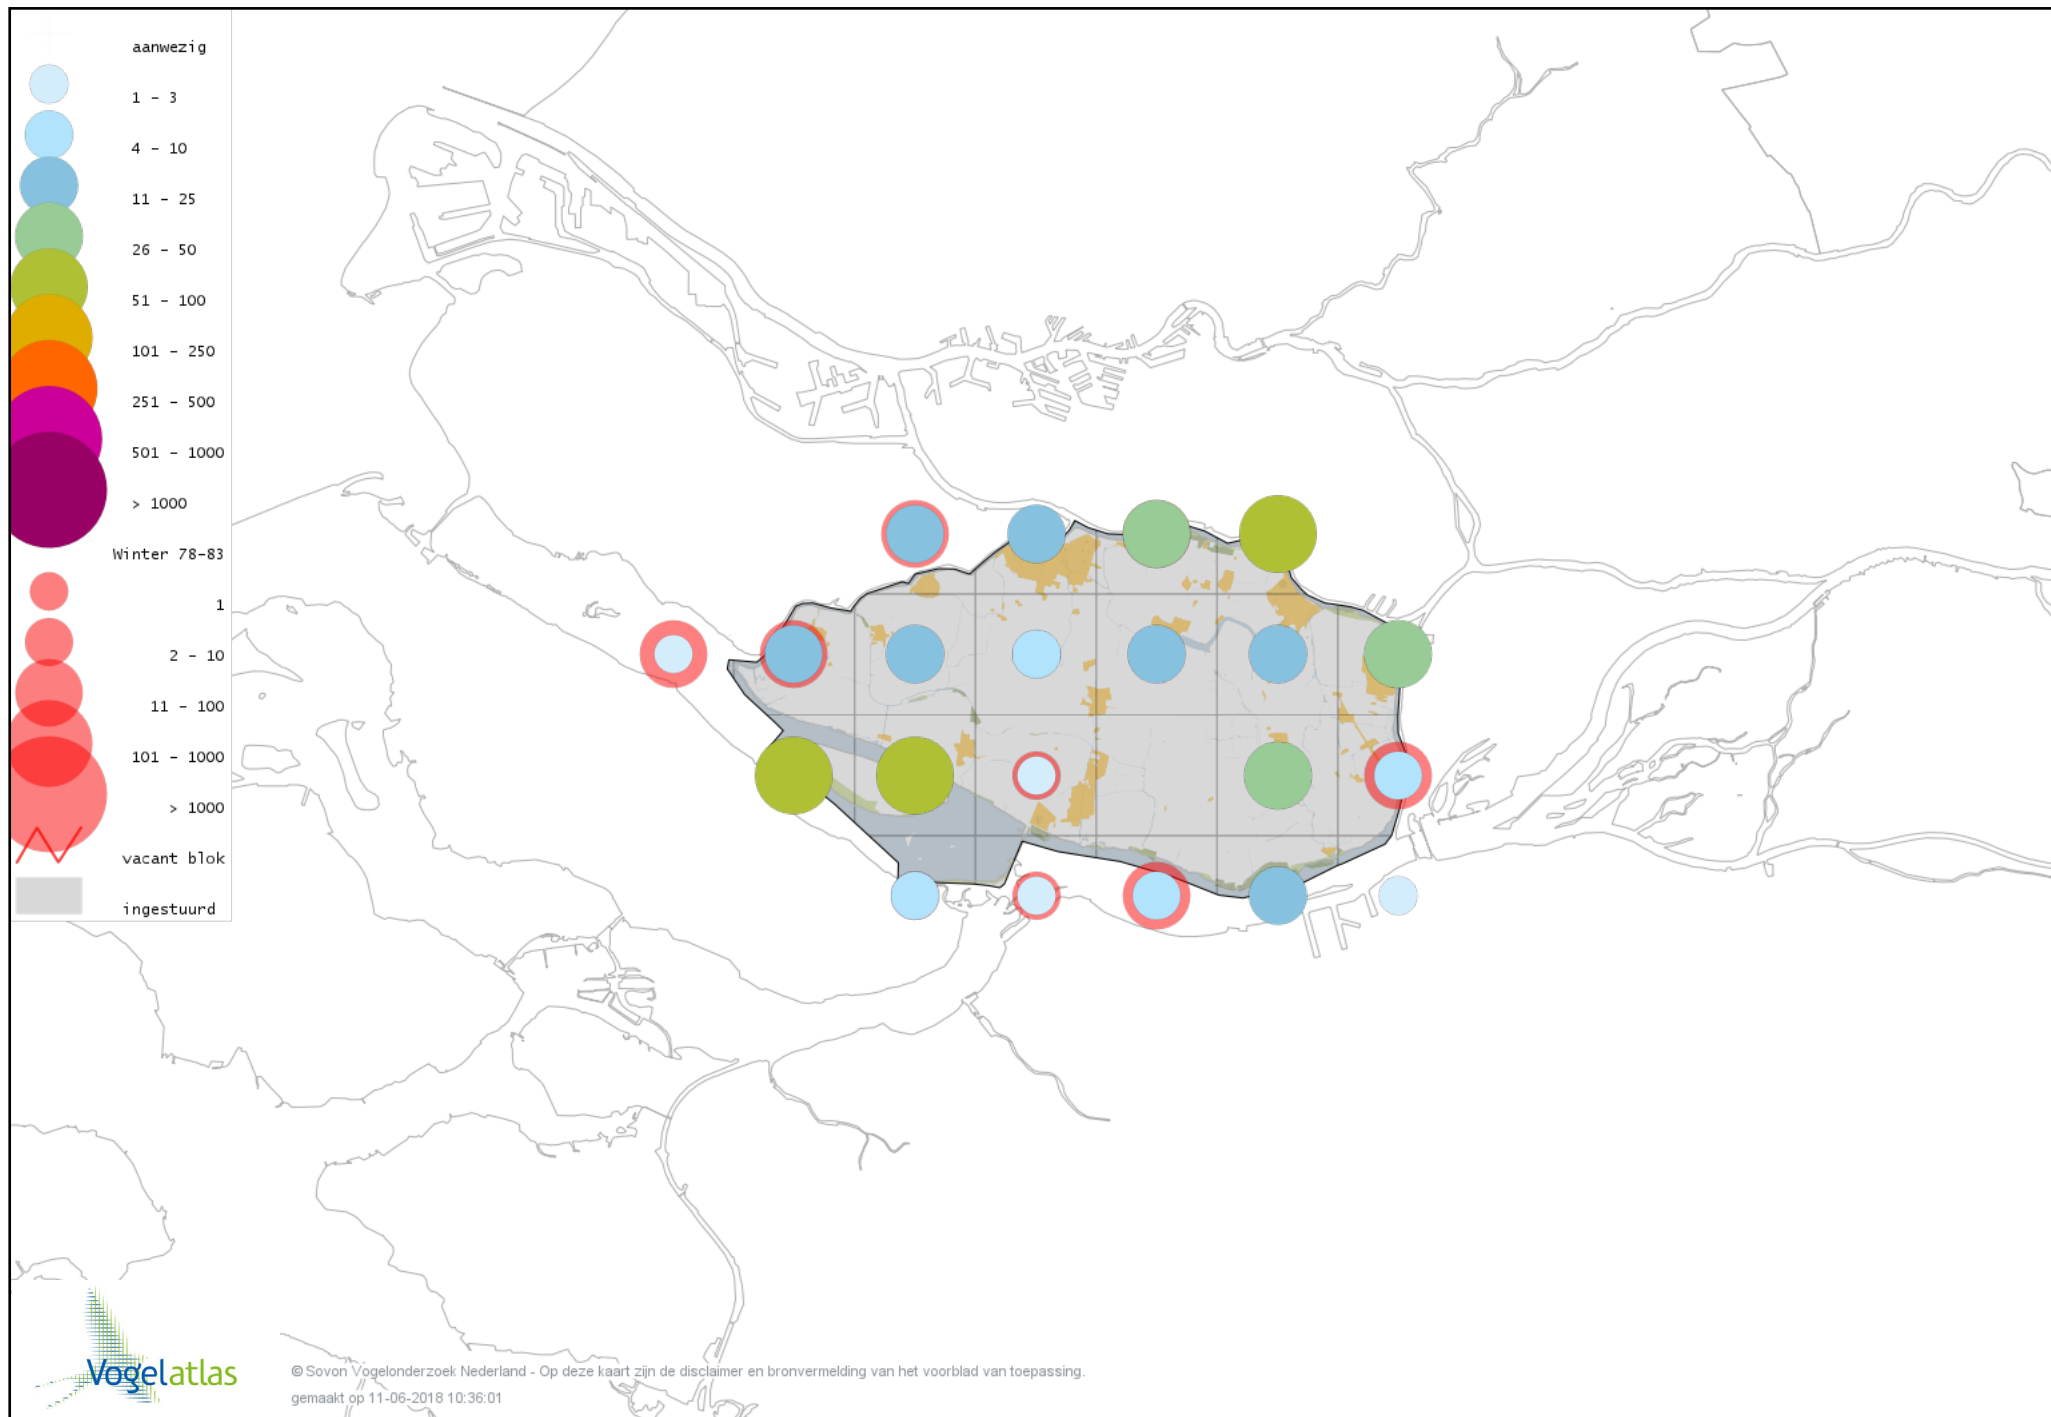 aanwezig
1 - 3
4 - 10
11 - 25
26 - 50
51 - 100
101 - 250
251 - 500
501 - 1000
> 1000
Winter 78-83
1
2 - 10
11 - 100
101 - 1000
> 1000
vacant blok
ingestuurd
Vogelatlas
© Sovon Vogelonderzoek Nederland - Op deze kaart zijn de disclaimer en bronvermelding van het voorblad van toepassing.
gemaakt op 11-06-2018 10:36:01